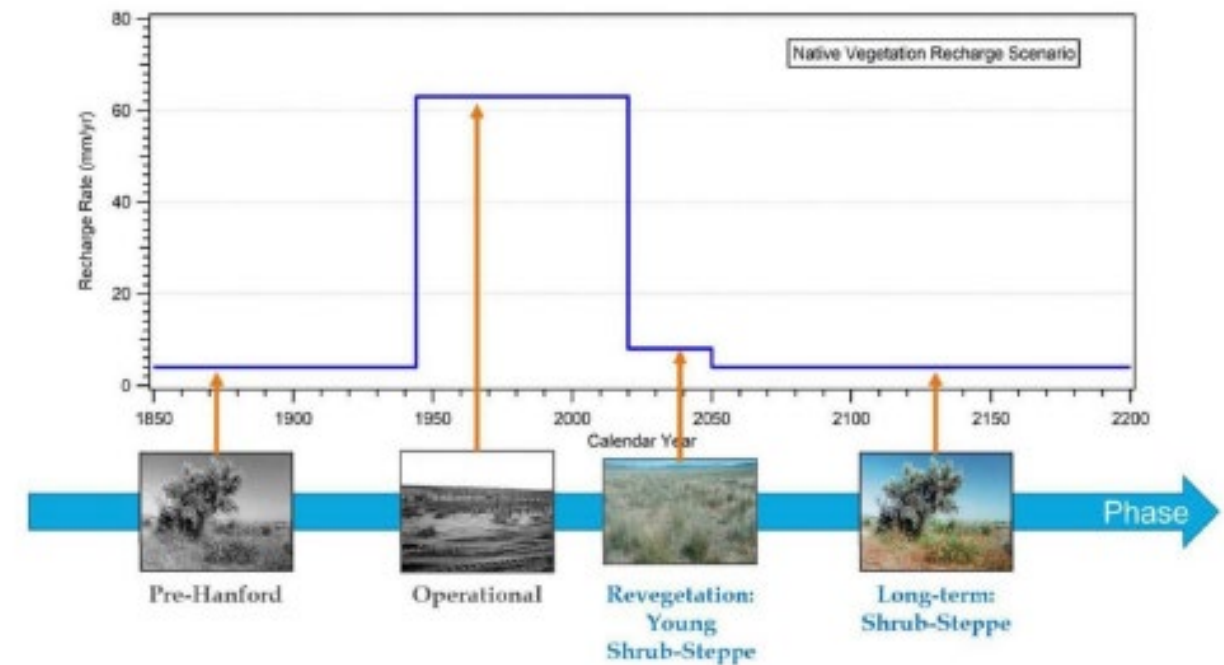 80
Native Vegetation Recharge Scenario
60
40
20
0
Recharge Rate (mm/yr)
1850
1900
1950
2000
2050
2100
2150
2200
Calendar Year
Phase
Pre-Hanford
Operational
Revegetation:
Young
Shrub-Steppe
Long-term:
Shrub-Steppe